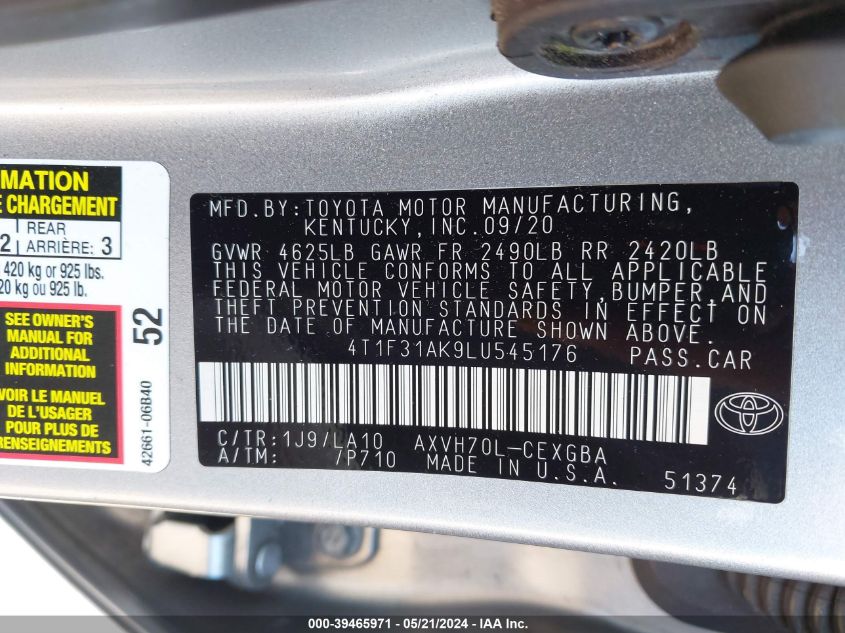 MATION
E CHARGEMENT
2 REAR
ARRIÈRE: 3
420 kg or 925 lbs.
20 kg ou 925 lb.
SEE OWNER'S
MANUAL FOR
ADDITIONAL
INFORMATION
VOIR LE MANUEL
DE L'USAGER
POUR PLUS DE
RENSEIGNEMENTS
52
42661-06B40
MFD.BY:TOYOTA MOTOR MANUFACTURING,
KENTUCKY,INC.09/20
GVWR 4625LB GAWR FR 2490LB RR 2420LB
THIS VEHICLE CONFORMS TO ALL APPLICABLE
FEDERAL MOTOR VEHICLE SAFETY,BUMPER,AND
THEFT PREVENTION STANDARDS IN EFFECT ON
THE DATE OF MANUFACTURE SHOWN ABOVE.
4T1F31AK9LU545176 PASS.CAR
C/TR:1J9/LA10 AXVH70L-CEXGBA
A/TM: /P710 MADE IN U.S.A.
51374
000-39465971 / 05/21/2024 - IAA Inc.